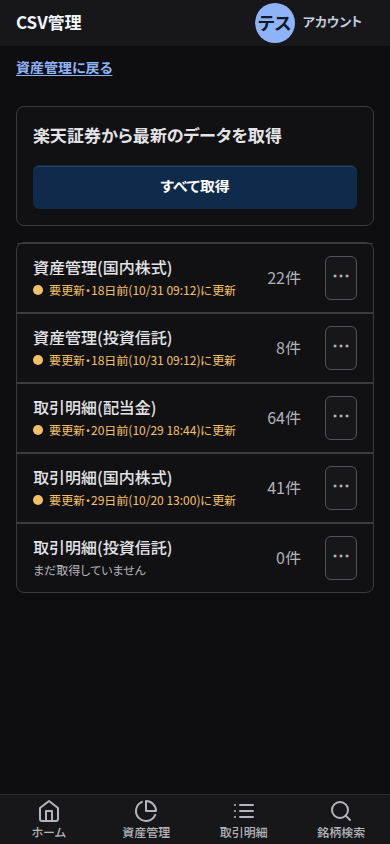 CSV管理
テス アカウント
資産管理に戻る
楽天証券から最新のデータを取得
すべて取得
資産管理(国内株式)
要更新・18日前(10/31 09:12)に更新
22件
資産管理(投資信託)
要更新・18日前(10/31 09:12)に更新
8件
取引明細(配当金)
要更新・20日前(10/29 18:44)に更新
64件
取引明細(国内株式)
要更新・29日前(10/20 13:00)に更新
41件
取引明細(投資信託)
まだ取得していません
0件
ホーム 資産管理 取引明細 銘柄検索